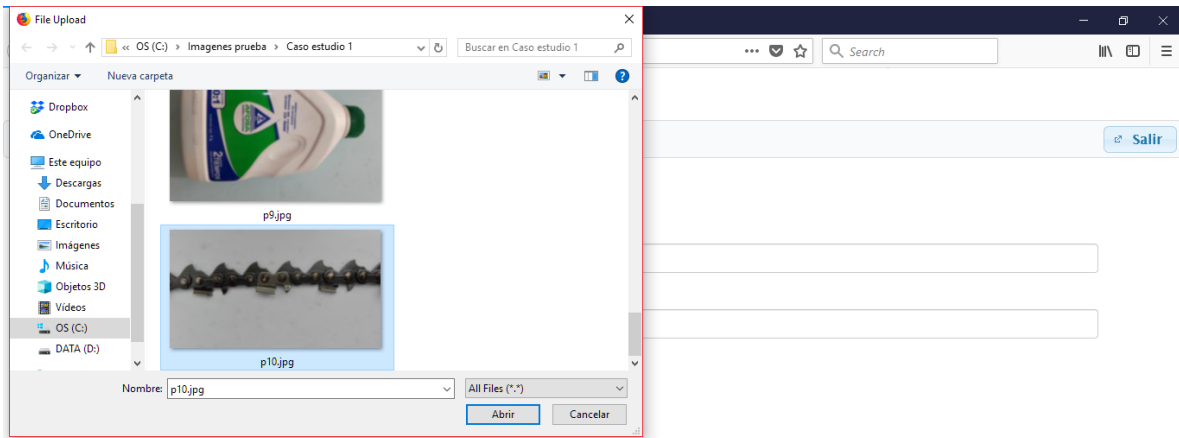 File Upload
« OS (C:) › Imagenes prueba › Caso estudio 1
Buscar en Caso estudio 1
Search
Organizar
Nueva carpeta
Dropbox
OneDrive
Este equipo
Descargas
Documentos
Escritorio
Imágenes
Música
Objetos 3D
Vídeos
OS (C:)
DATA (D:)
p9.jpg
p10.jpg
Nombre: p10.jpg
All Files (*.*)
Abrir
Cancelar
Salir